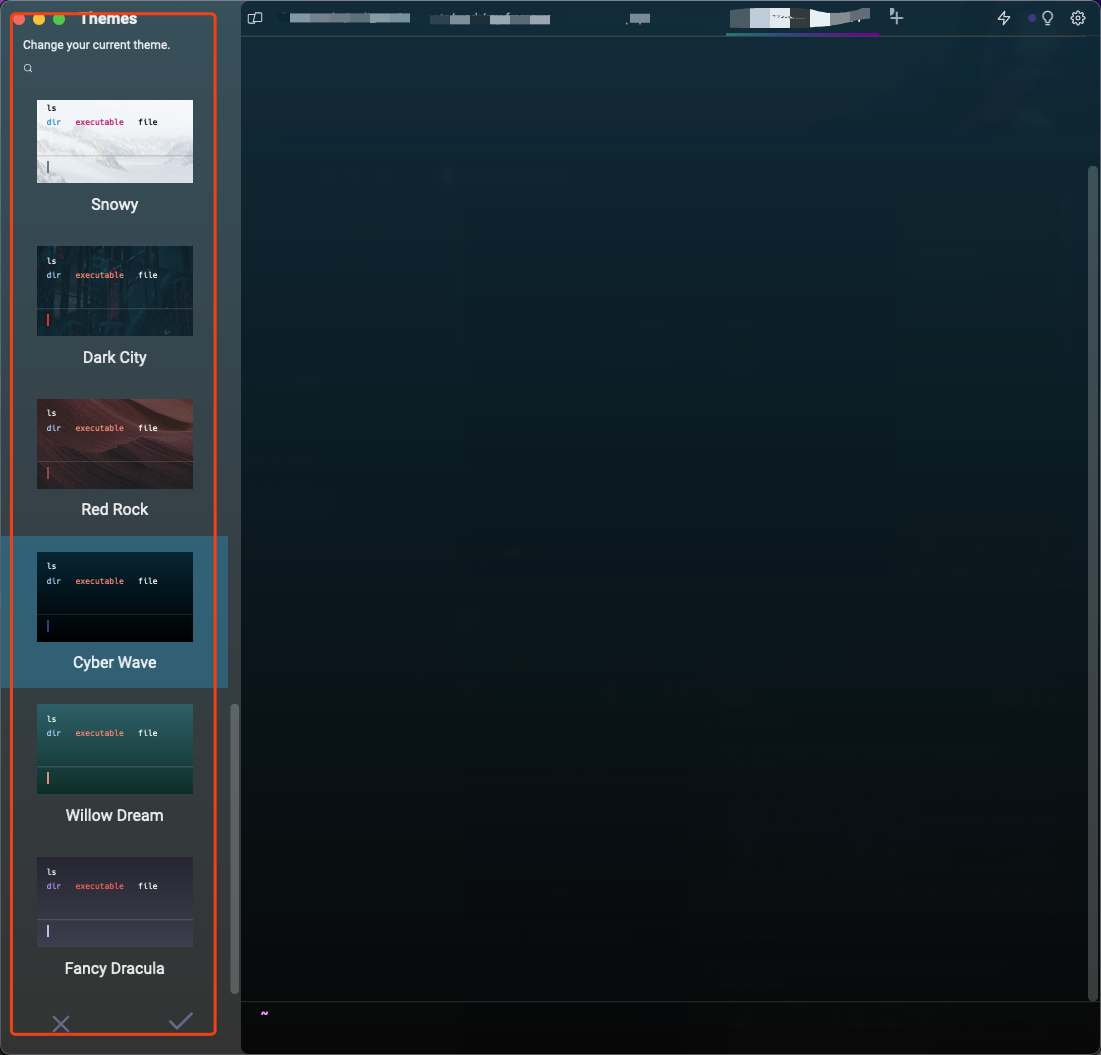 Themes
Change your current theme.
ls
dir executable file
Snowy
ls
dir executable file
Dark City
ls
dir executable file
Red Rock
ls
dir executable file
Cyber Wave
ls
dir executable file
Willow Dream
ls
dir executable file
Fancy Dracula
~